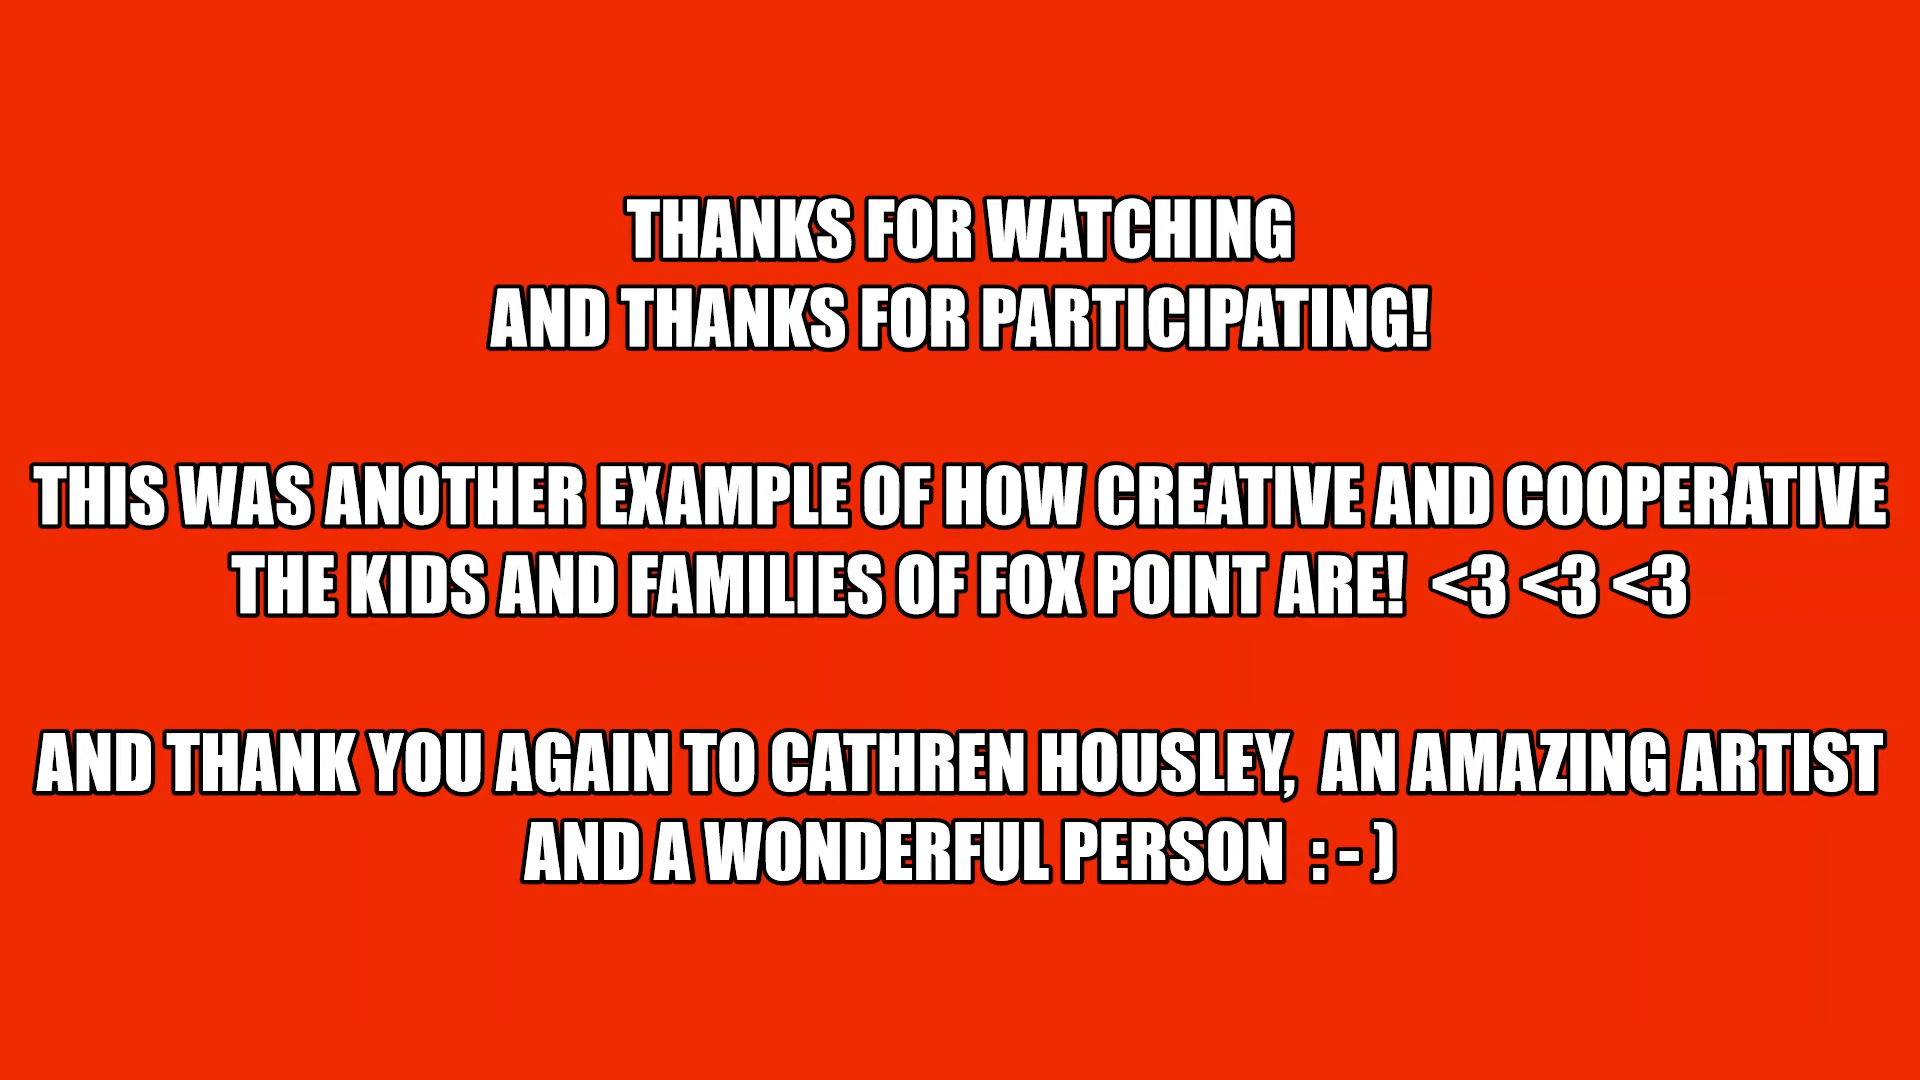 THANKS FOR WATCHING
AND THANKS FOR PARTICIPATING!
THIS WAS ANOTHER EXAMPLE OF HOW CREATIVE AND COOPERATIVE
THE KIDS AND FAMILIES OF FOX POINT ARE!  <3 <3 <3
AND THANK YOU AGAIN TO CATHREN HOUSLEY,  AN AMAZING ARTIST
AND A WONDERFUL PERSON  : - )